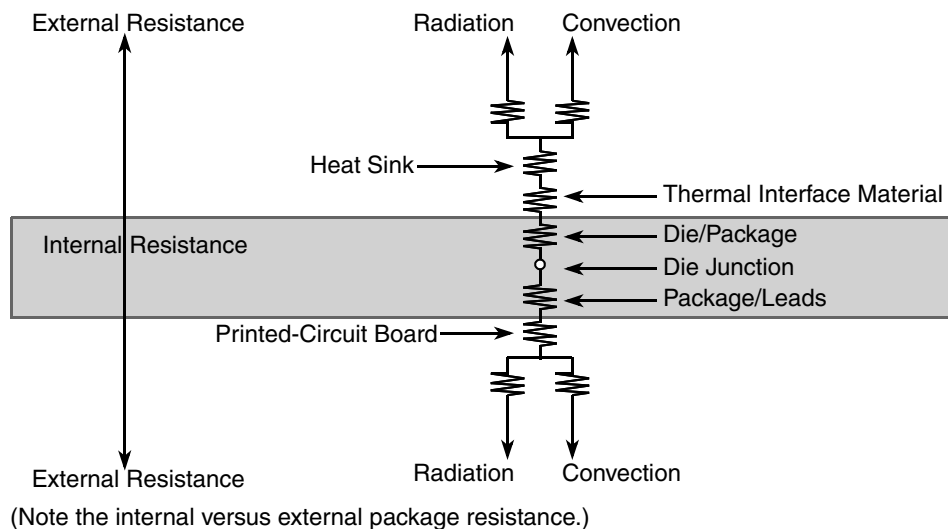 External Resistance
Radiation
Convection
Heat Sink
Thermal Interface Material
Internal Resistance
Die/Package
Die Junction
Package/Leads
Printed-Circuit Board
External Resistance
Radiation
Convection
(Note the internal versus external package resistance.)